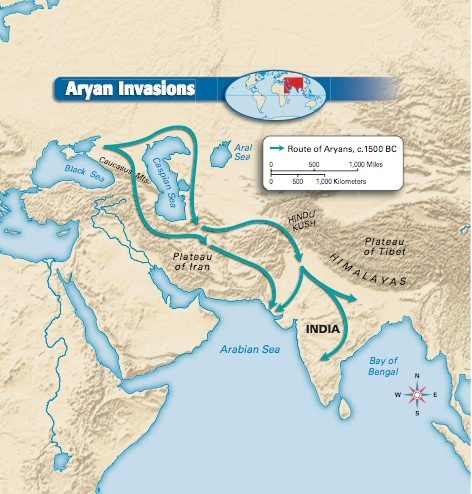 Aryan Invasions
Route of Aryans, c.1500 BC
0 500 1,000 Miles
0 500 1,000 Kilometers
Aral
Sea
Black Sea
Caucasus Mts.
Caspian Sea
HINDU
KUSH
Plateau
of Tibet
Plateau
of Iran
HIMALAYAS
INDIA
Arabian Sea
Bay of
Bengal
N
W E
S